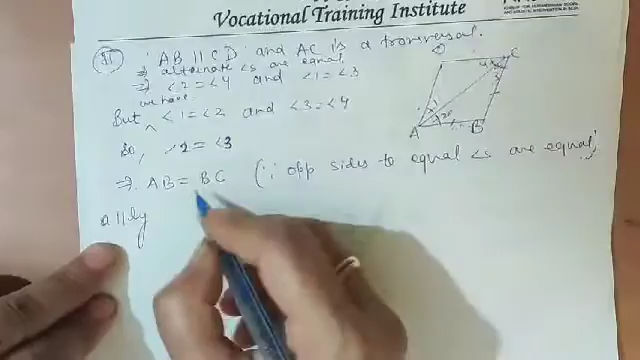 Vocational Training Institute
II) ∵ AB || CD and AC is a transversal.
⇒ alternate ∠s are equal
⇒ ∠2 = ∠4 and ∠1 = ∠3
we have
But ^ ∠1 = ∠2 and ∠3 = ∠4
So, ∠2 = ∠3
⇒ AB = BC (∵ opp sides to equal ∠s are equal)
a||ly
D
C
4
3
1
2
A
B